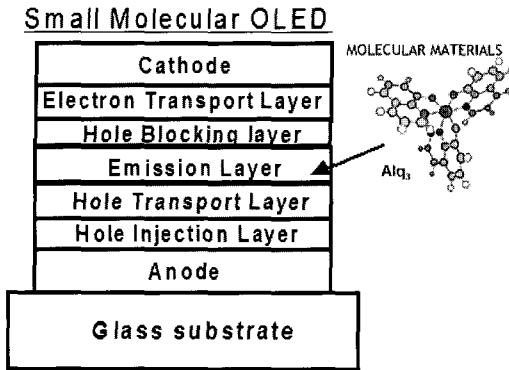 Small Molecular OLED
MOLECULAR MATERIALS
Cathode
Electron Transport Layer
Hole Blocking layer
Emission Layer
Alq₃
Hole Transport Layer
Hole Injection Layer
Anode
Glass substrate